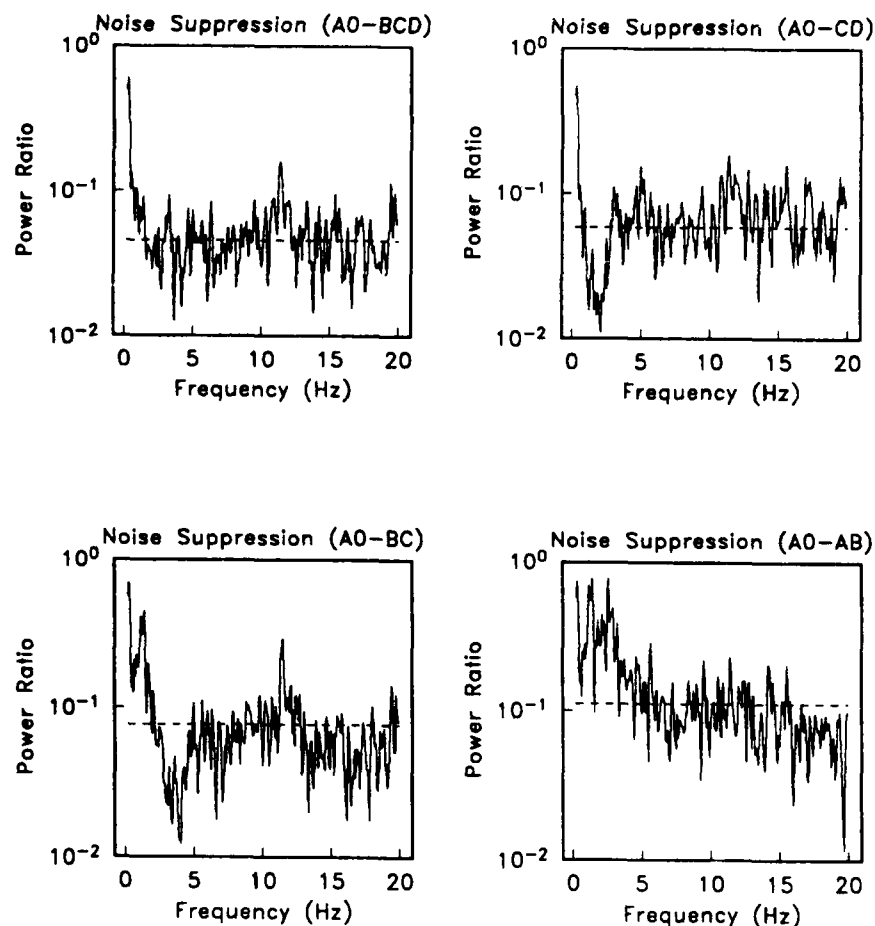 Noise Suppression (A0-BCD)
10⁰
10⁻¹
10⁻²
Power Ratio
0 5 10 15 20
Frequency (Hz)
Noise Suppression (A0-CD)
10⁰
10⁻¹
10⁻²
Power Ratio
0 5 10 15 20
Frequency (Hz)
Noise Suppression (A0-BC)
10⁰
10⁻¹
10⁻²
Power Ratio
0 5 10 15 20
Frequency (Hz)
Noise Suppression (A0-AB)
10⁰
10⁻¹
10⁻²
Power Ratio
0 5 10 15 20
Frequency (Hz)